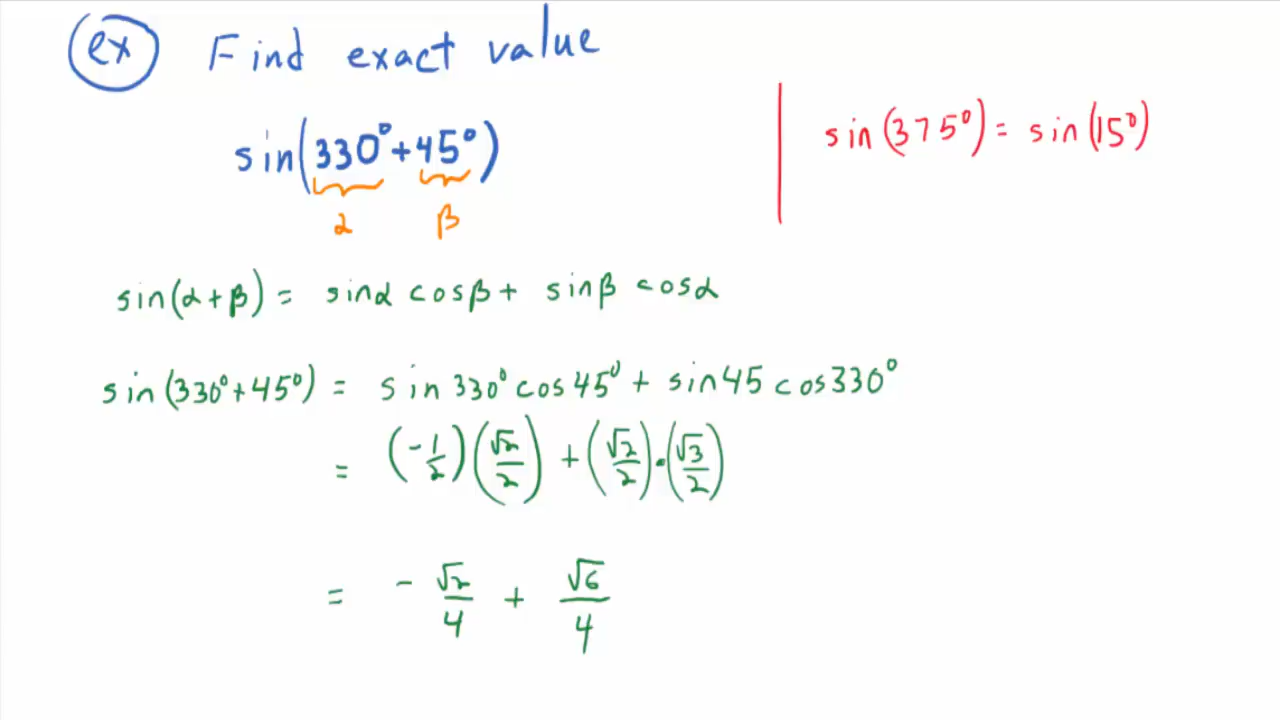 ex Find exact value
sin(330°+45°)
α β
sin(375°) = sin(15°)
sin(α+β) = sinα cosβ + sinβ cosα
sin(330°+45°) = sin 330° cos 45° + sin45 cos330°
= (-1/2)(√2/2) + (√2/2)·(√3/2)
= - √2/4 + √6/4